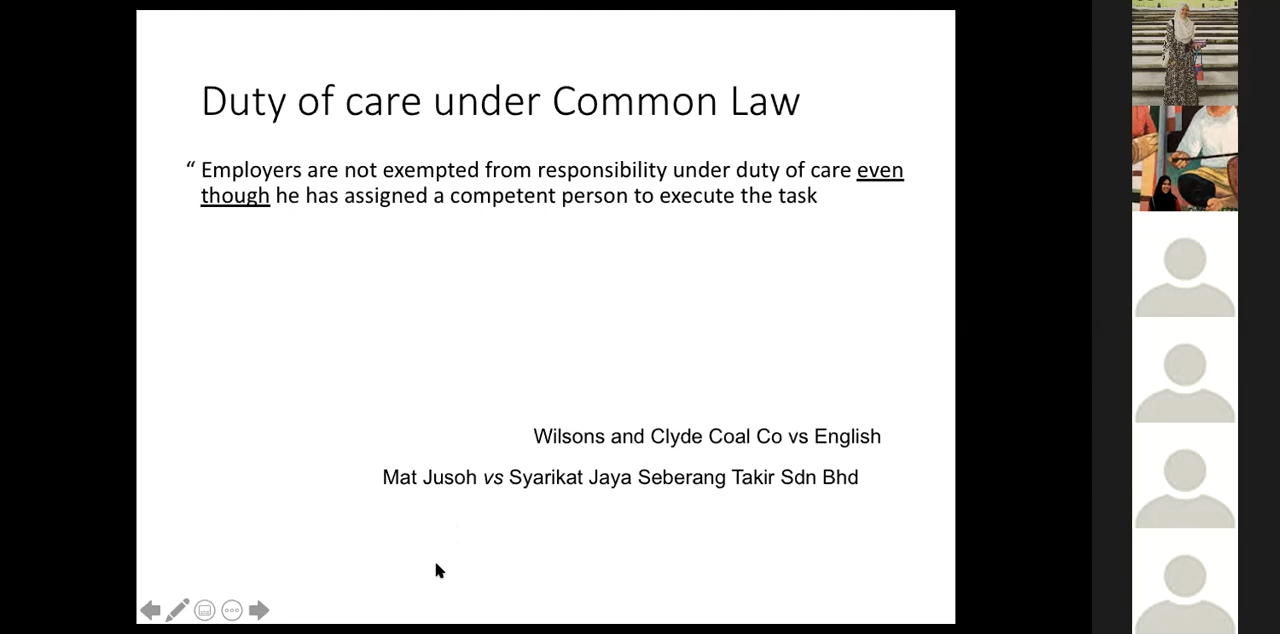 Duty of care under Common Law
“ Employers are not exempted from responsibility under duty of care even
though he has assigned a competent person to execute the task
Wilsons and Clyde Coal Co vs English
Mat Jusoh vs Syarikat Jaya Seberang Takir Sdn Bhd